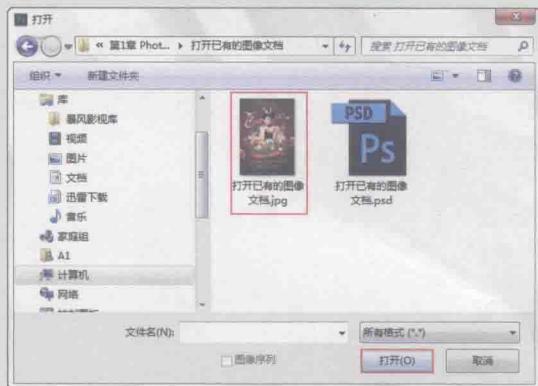 打开
« 第1章 Phot... ▸ 打开已有的图像文档
搜索 打开已有的图像文档
组织 新建文件夹
库
暴风影视库
视频
图片
文档
迅雷下载
音乐
家庭组
A1
计算机
网络
PSD
Ps
打开已有的图像
文档.jpg
打开已有的图像
文档.psd
文件名(N):
所有格式 (*.*)
图像序列
打开(O)
取消